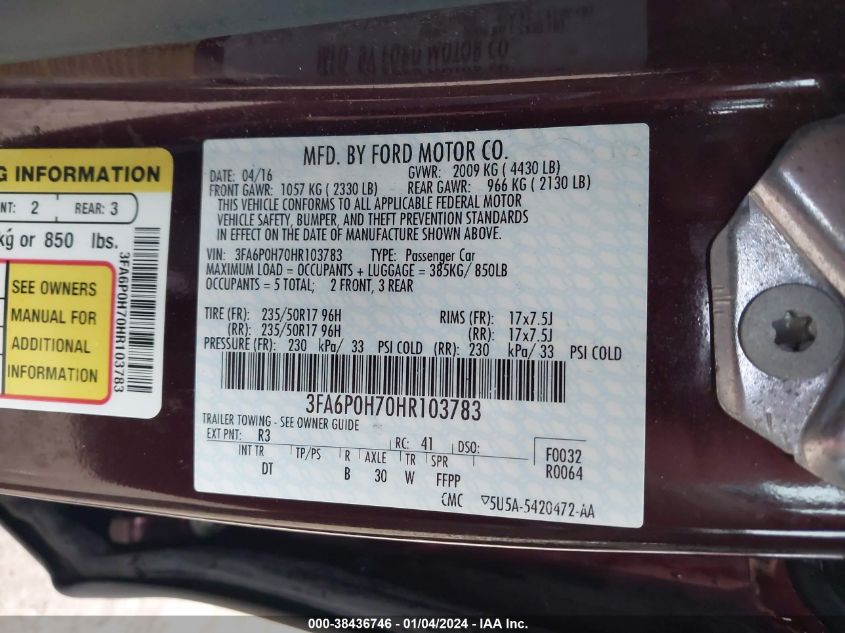 MFG. BY FORD MOTOR CO.
G INFORMATION
NT: 2 REAR: 3
kg or 850 lbs.
SEE OWNERS
MANUAL FOR
ADDITIONAL
INFORMATION
3FA6P0H70HR103783
MFD. BY FORD MOTOR CO.
DATE: 04/16 GVWR: 2009 KG ( 4430 LB)
FRONT GAWR: 1057 KG ( 2330 LB) REAR GAWR: 966 KG ( 2130 LB)
THIS VEHICLE CONFORMS TO ALL APPLICABLE FEDERAL MOTOR
VEHICLE SAFETY, BUMPER, AND THEFT PREVENTION STANDARDS
IN EFFECT ON THE DATE OF MANUFACTURE SHOWN ABOVE.
VIN: 3FA6P0H70HR103783 TYPE: Passenger Car
MAXIMUM LOAD = OCCUPANTS + LUGGAGE = 385KG/ 850LB
OCCUPANTS = 5 TOTAL; 2 FRONT, 3 REAR
TIRE (FR): 235/50R17 96H RIMS (FR): 17x7.5J
(RR): 235/50R17 96H (RR): 17x7.5J
PRESSURE (FR): 230 kPa/ 33 PSI COLD (RR): 230 kPa/ 33 PSI COLD
3FA6P0H70HR103783
TRAILER TOWING - SEE OWNER GUIDE
EXT PNT: R3 RC: 41 DSO: F0032
INT TR TP/PS R AXLE TR SPR R0064
DT B 30 W FFPP
CMC ▽5U5A-5420472-AA
000-38436746 - 01/04/2024 - IAA Inc.